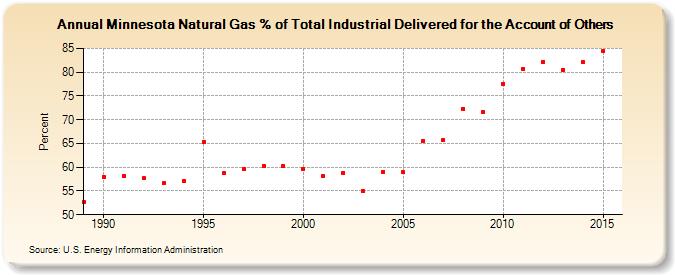 Annual Minnesota Natural Gas % of Total Industrial Delivered for the Account of Others
Percent
85
80
75
70
65
60
55
50
1990 1995 2000 2005 2010 2015
Source: U.S. Energy Information Administration